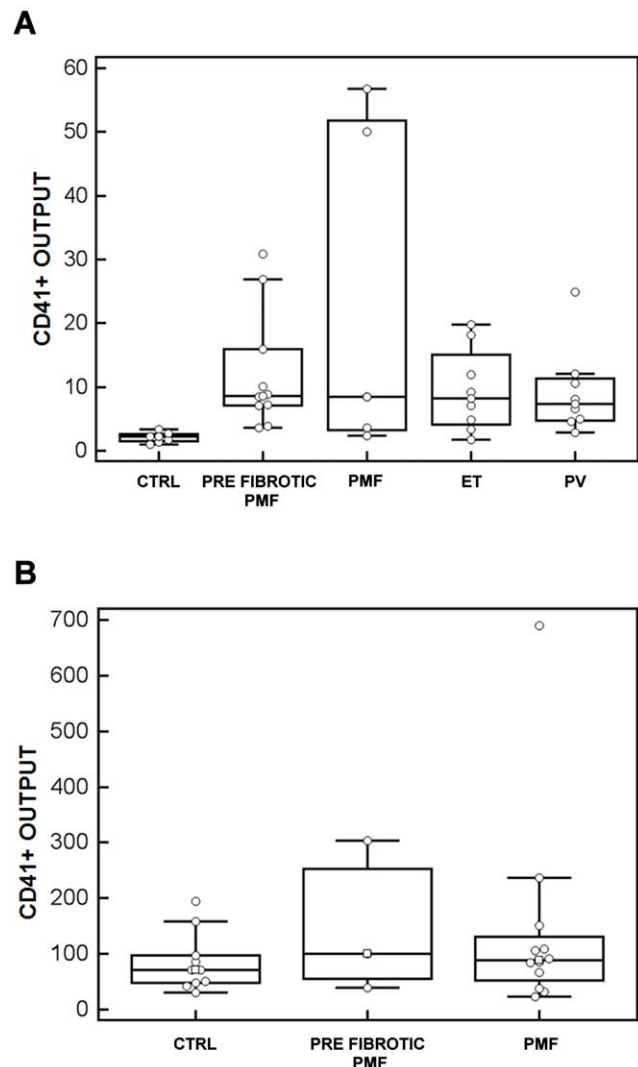 A
CD41+ OUTPUT
60
50
40
30
20
10
0
CTRL
PRE FIBROTIC
PMF
PMF
ET
PV
B
CD41+ OUTPUT
700
600
500
400
300
200
100
0
CTRL
PRE FIBROTIC
PMF
PMF